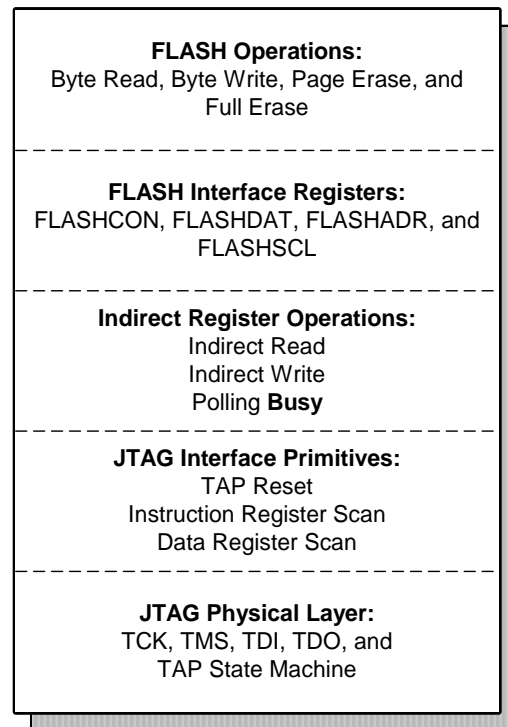 FLASH Operations:
Byte Read, Byte Write, Page Erase, and
Full Erase
FLASH Interface Registers:
FLASHCON, FLASHDAT, FLASHADR, and
FLASHSCL
Indirect Register Operations:
Indirect Read
Indirect Write
Polling Busy
JTAG Interface Primitives:
TAP Reset
Instruction Register Scan
Data Register Scan
JTAG Physical Layer:
TCK, TMS, TDI, TDO, and
TAP State Machine